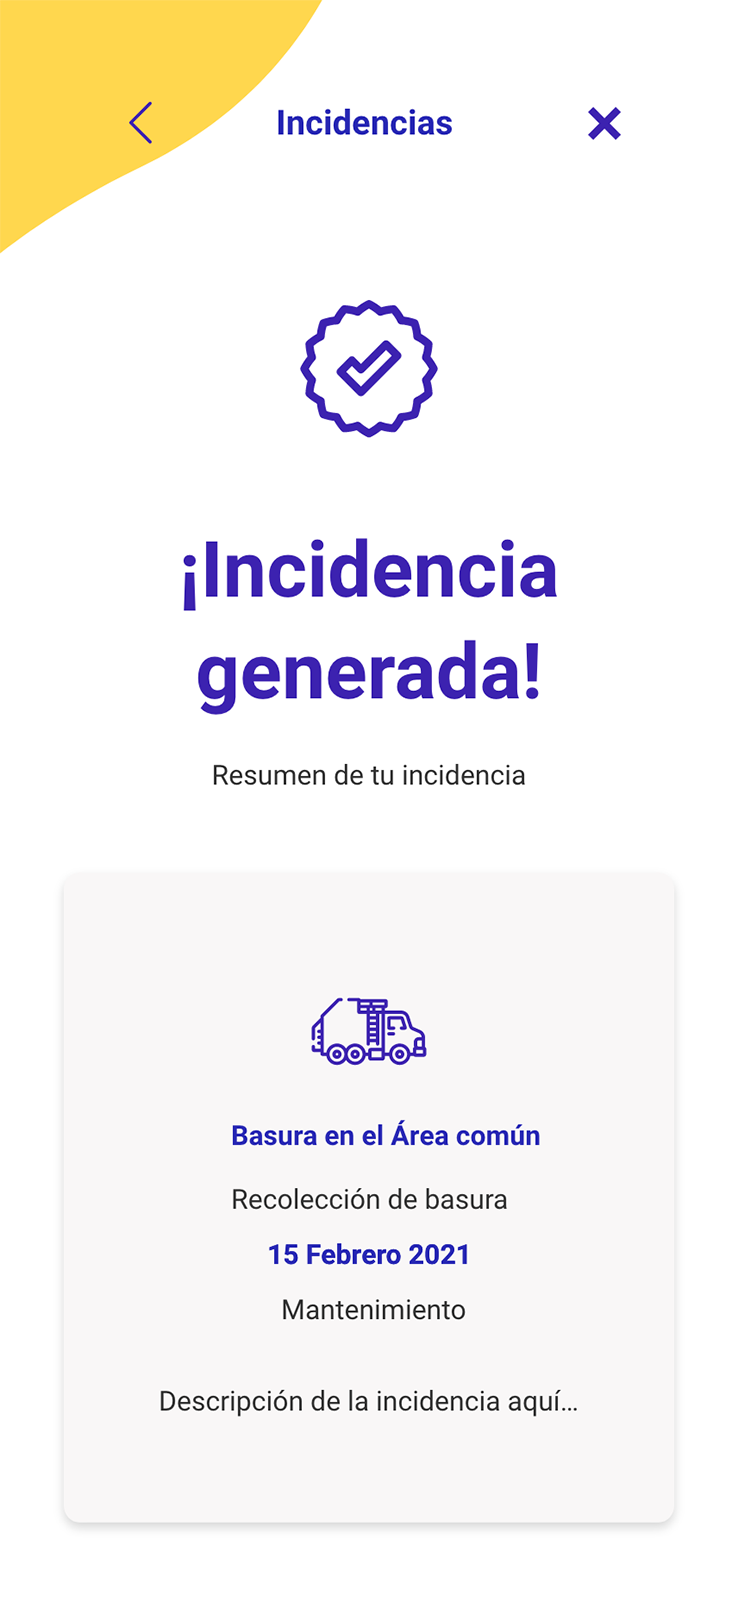 Incidencias
¡Incidencia
generada!
Resumen de tu incidencia
Basura en el Área común
Recolección de basura
15 Febrero 2021
Mantenimiento
Descripción de la incidencia aquí...